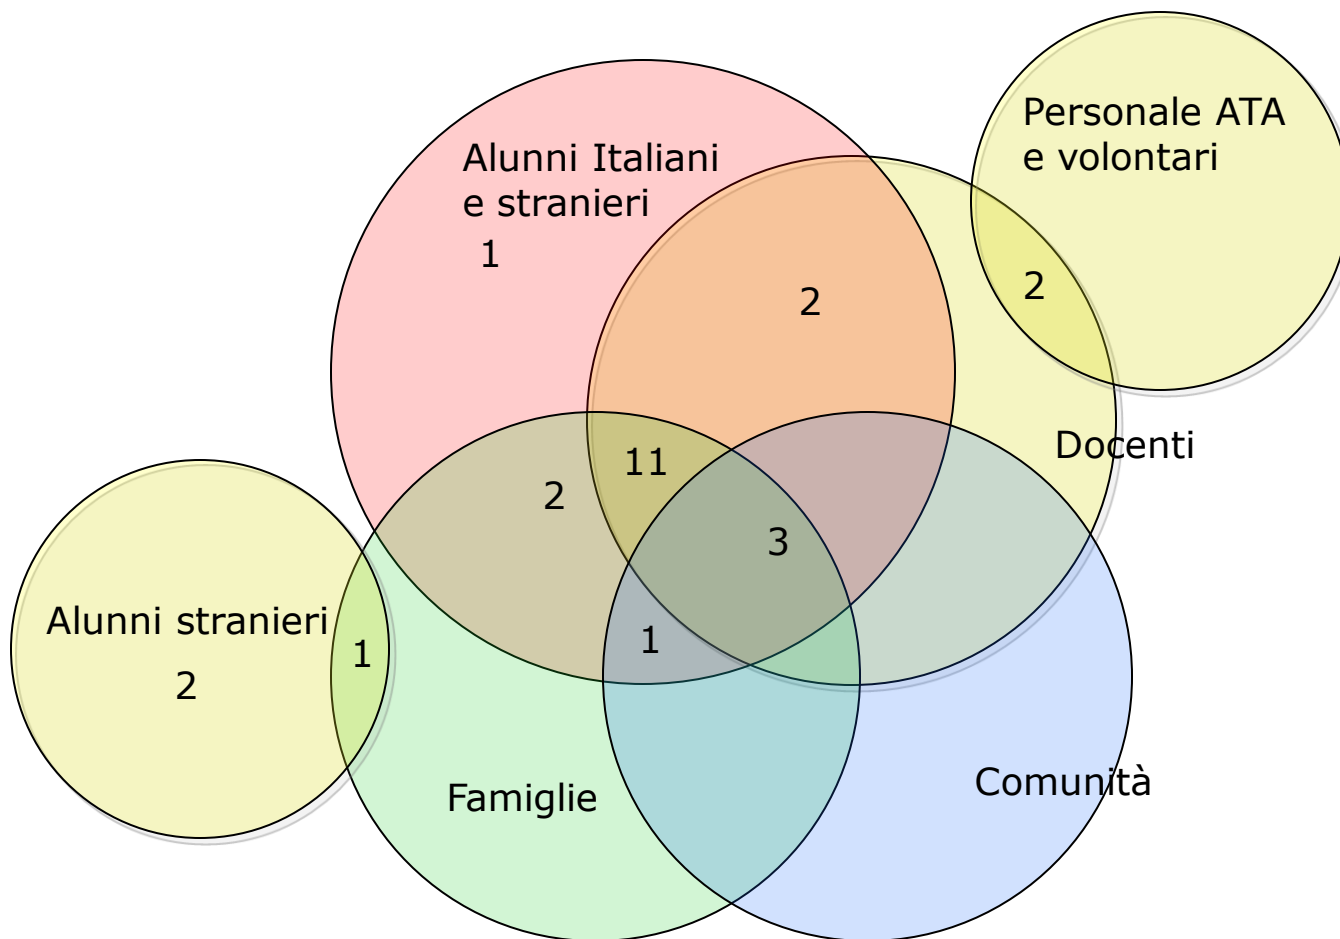 Personale ATA
e volontari
Alunni Italiani
e stranieri
1
2
2
Docenti
11
2
3
Alunni stranieri
1
1
2
Famiglie
Comunità